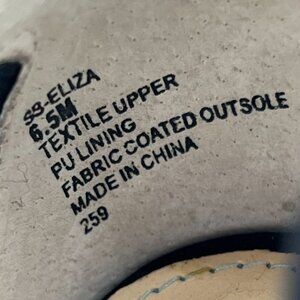 SB-ELIZA
6.5M
TEXTILE UPPER
PU LINING
FABRIC COATED OUTSOLE
MADE IN CHINA
259